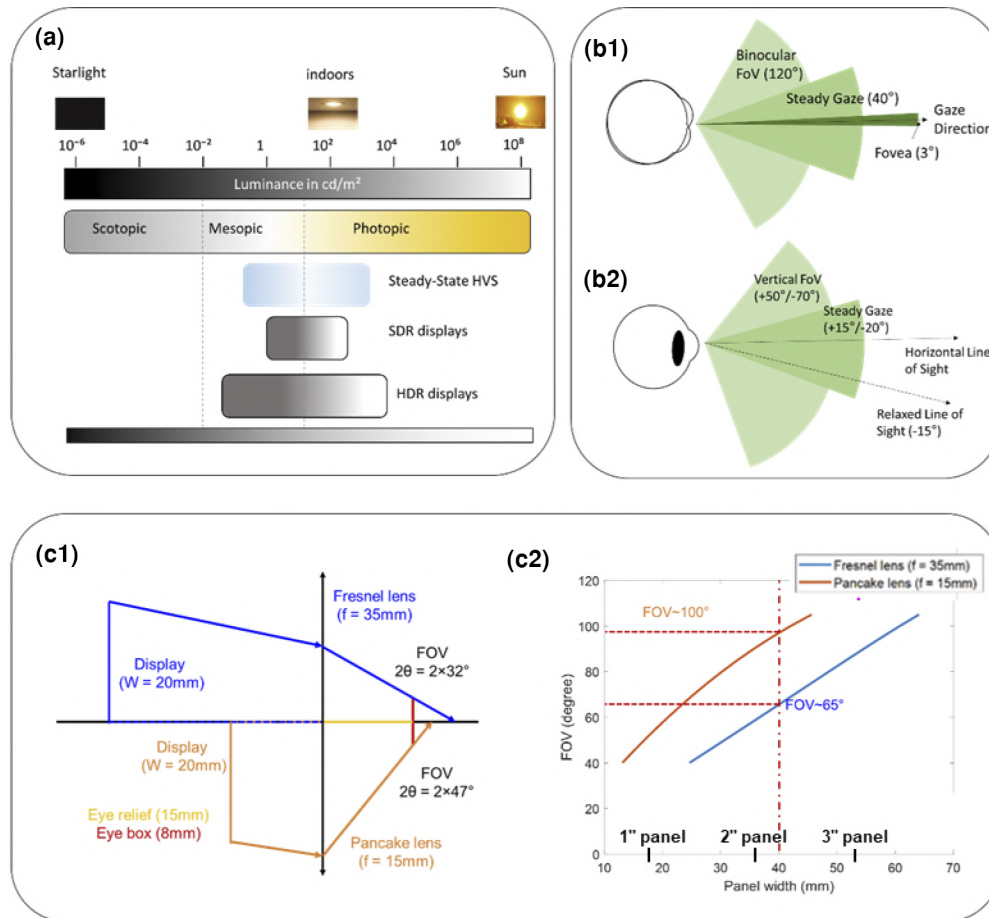 (a)
Starlight
indoors
Sun
10⁻⁶
10⁻⁴
10⁻²
1
10²
10⁴
10⁶
10⁸
Luminance in cd/m²
Scotopic
Mesopic
Photopic
Steady-State HVS
SDR displays
HDR displays
(b1)
Binocular
FoV (120°)
Steady Gaze (40°)
Gaze
Direction
Fovea (3°)
(b2)
Vertical FoV
(+50°/-70°)
Steady Gaze
(+15°/-20°)
Horizontal Line
of Sight
Relaxed Line of
Sight (-15°)
(c1)
Fresnel lens
(f = 35mm)
FOV
2θ = 2×32°
Display
(W = 20mm)
Display
(W = 20mm)
FOV
2θ = 2×47°
Eye relief (15mm)
Eye box (8mm)
Pancake lens
(f = 15mm)
(c2)
Fresnel lens (f = 35mm)
Pancake lens (f = 15mm)
FOV (degree)
120
100
80
60
40
20
0
FOV~100°
FOV~65°
1" panel
2" panel
3" panel
10
20
30
40
50
60
70
Panel width (mm)